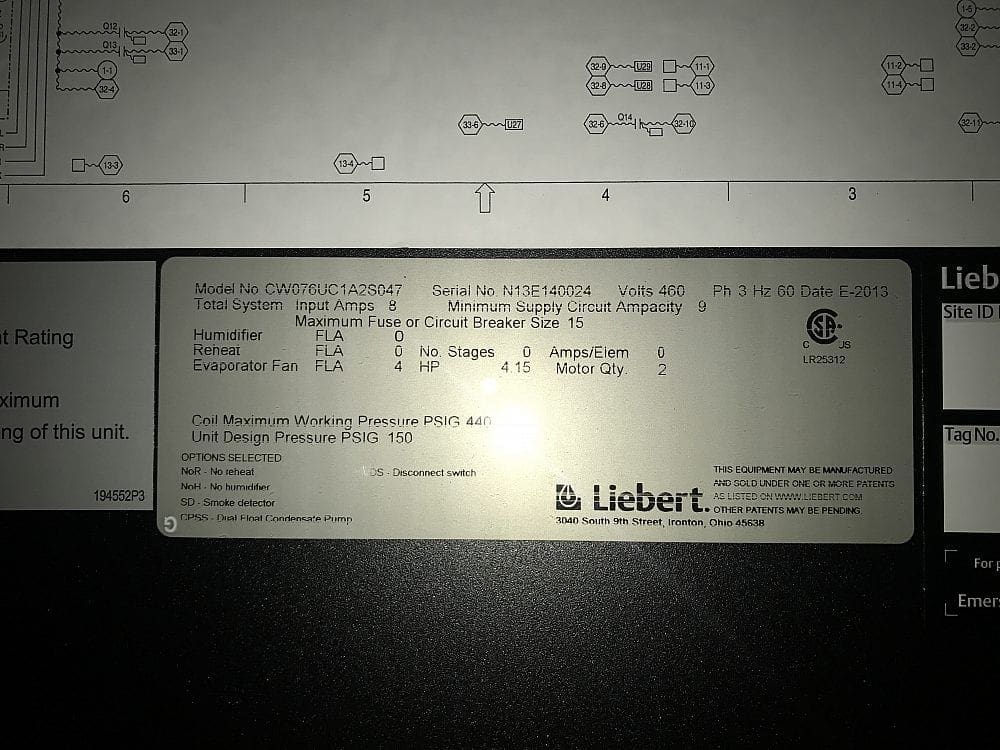 Q12
32-1
Q13
33-1
1-1
32-4
13-3
13-4
33-6
U27
32-9
U29
11-1
32-8
U28
11-3
32-6
Q14
32-10
11-2
11-4
1-5
32-2
33-2
32-11
6
5
4
3
t Rating
ximum
ng of this unit.
194552P3
Model No CW076UC1A2S047 Serial No. N13E140024 Volts 460 Ph 3 Hz 60 Date E-2013
Total System Input Amps 8 Minimum Supply Circuit Ampacity 9
Maximum Fuse or Circuit Breaker Size 15
Humidifier FLA 0
Reheat FLA 0 No. Stages 0 Amps/Elem 0
Evaporator Fan FLA 4 HP 4.15 Motor Qty. 2
C US
LR25312
Coil Maximum Working Pressure PSIG 440
Unit Design Pressure PSIG 150
OPTIONS SELECTED
NoR - No reheat
DS - Disconnect switch
NoH - No humidifier
SD - Smoke detector
CPSS - Dual Float Condensate Pump
Liebert.
3040 South 9th Street, Ironton, Ohio 45638
THIS EQUIPMENT MAY BE MANUFACTURED
AND SOLD UNDER ONE OR MORE PATENTS
AS LISTED ON WWW.LIEBERT.COM
OTHER PATENTS MAY BE PENDING.
Lieb
Site ID
Tag No.
For p
Emer